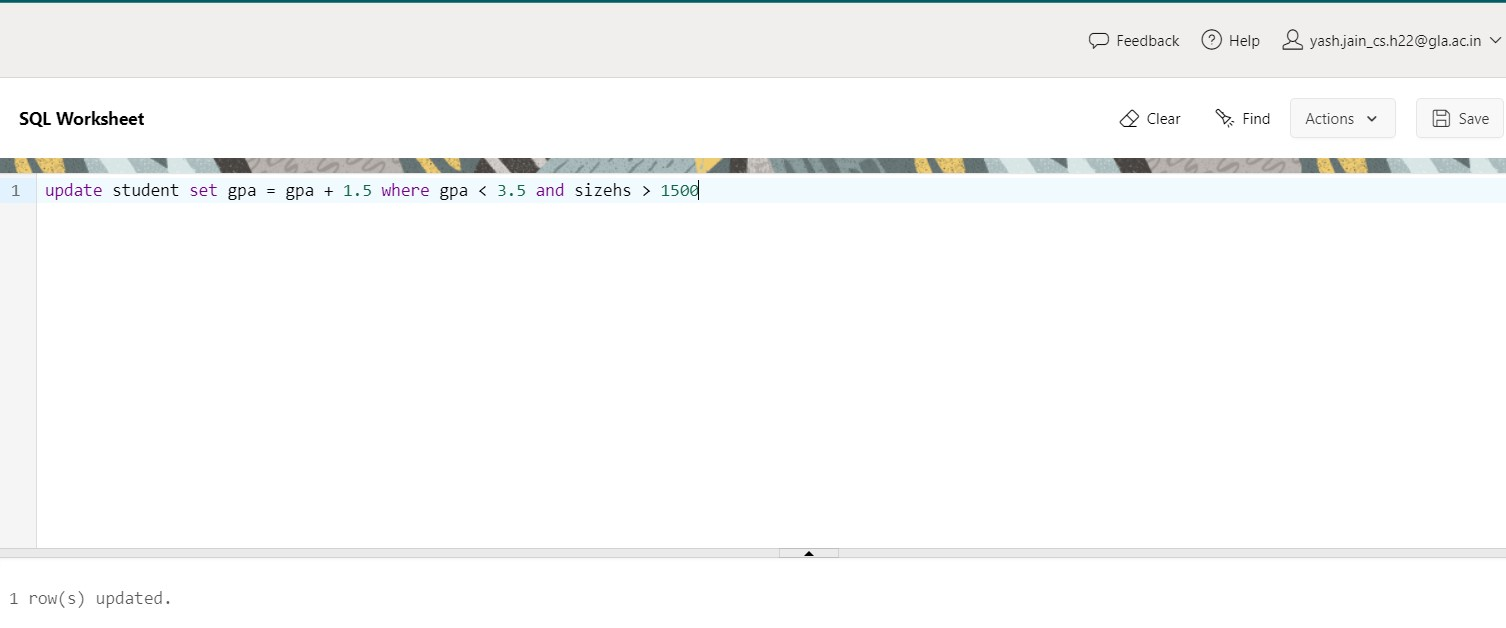 Feedback Help yash.jain_cs.h22@gla.ac.in
SQL Worksheet Clear Find Actions Save
1 update student set gpa = gpa + 1.5 where gpa < 3.5 and sizehs > 1500
1 row(s) updated.